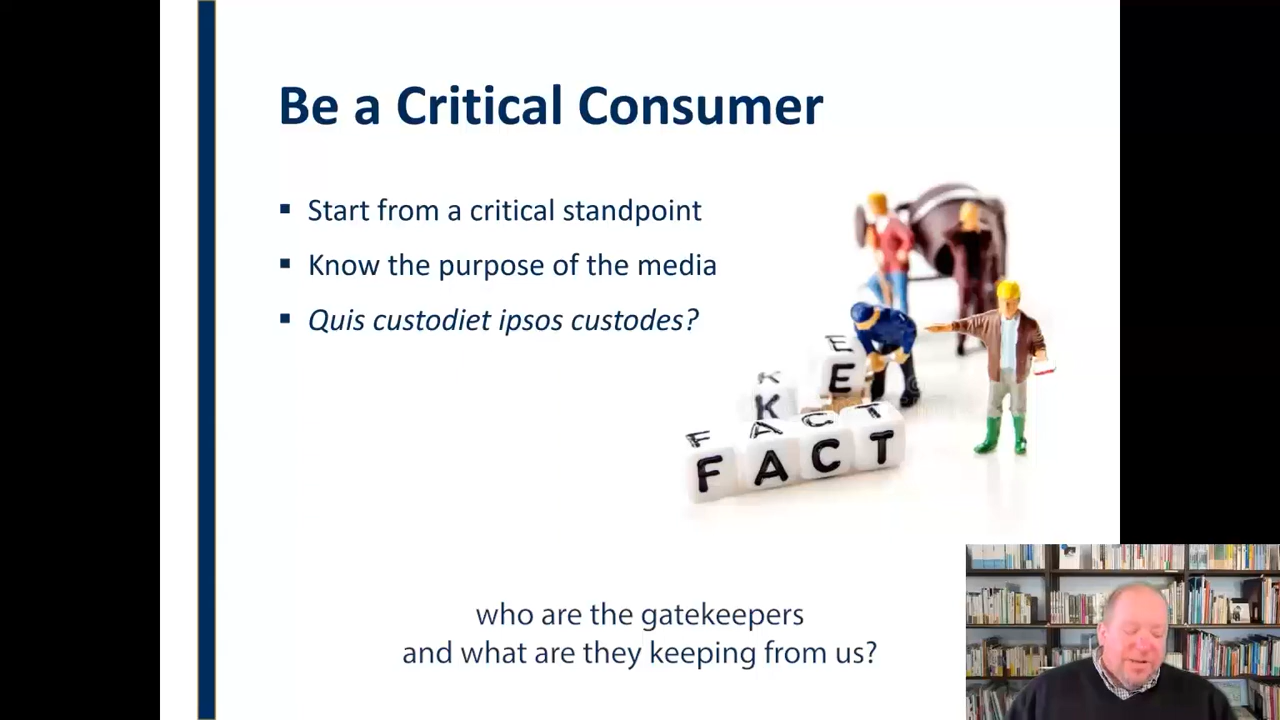 Be a Critical Consumer
▪ Start from a critical standpoint
▪ Know the purpose of the media
▪ Quis custodiet ipsos custodes?
E
E
K
K
F A C T
F A C T
who are the gatekeepers
and what are they keeping from us?